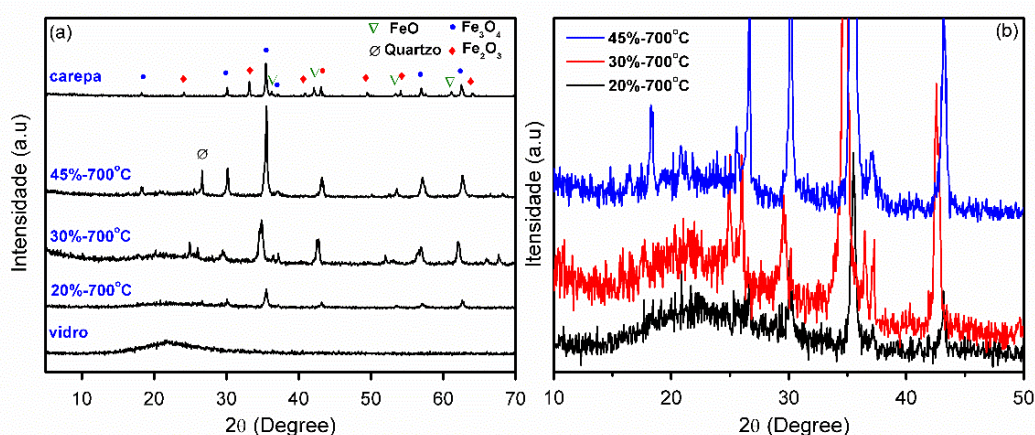 (a)
FeO
Fe₃O₄
Quartzo
Fe₂O₃
carepa
Ø
45%-700°C
30%-700°C
20%-700°C
vidro
Intensidade (a.u)
10 20 30 40 50 60 70
2θ (Degree)
(b)
45%-700°C
30%-700°C
20%-700°C
Itensidade (a.u)
10 20 30 40 50
2θ (Degree)